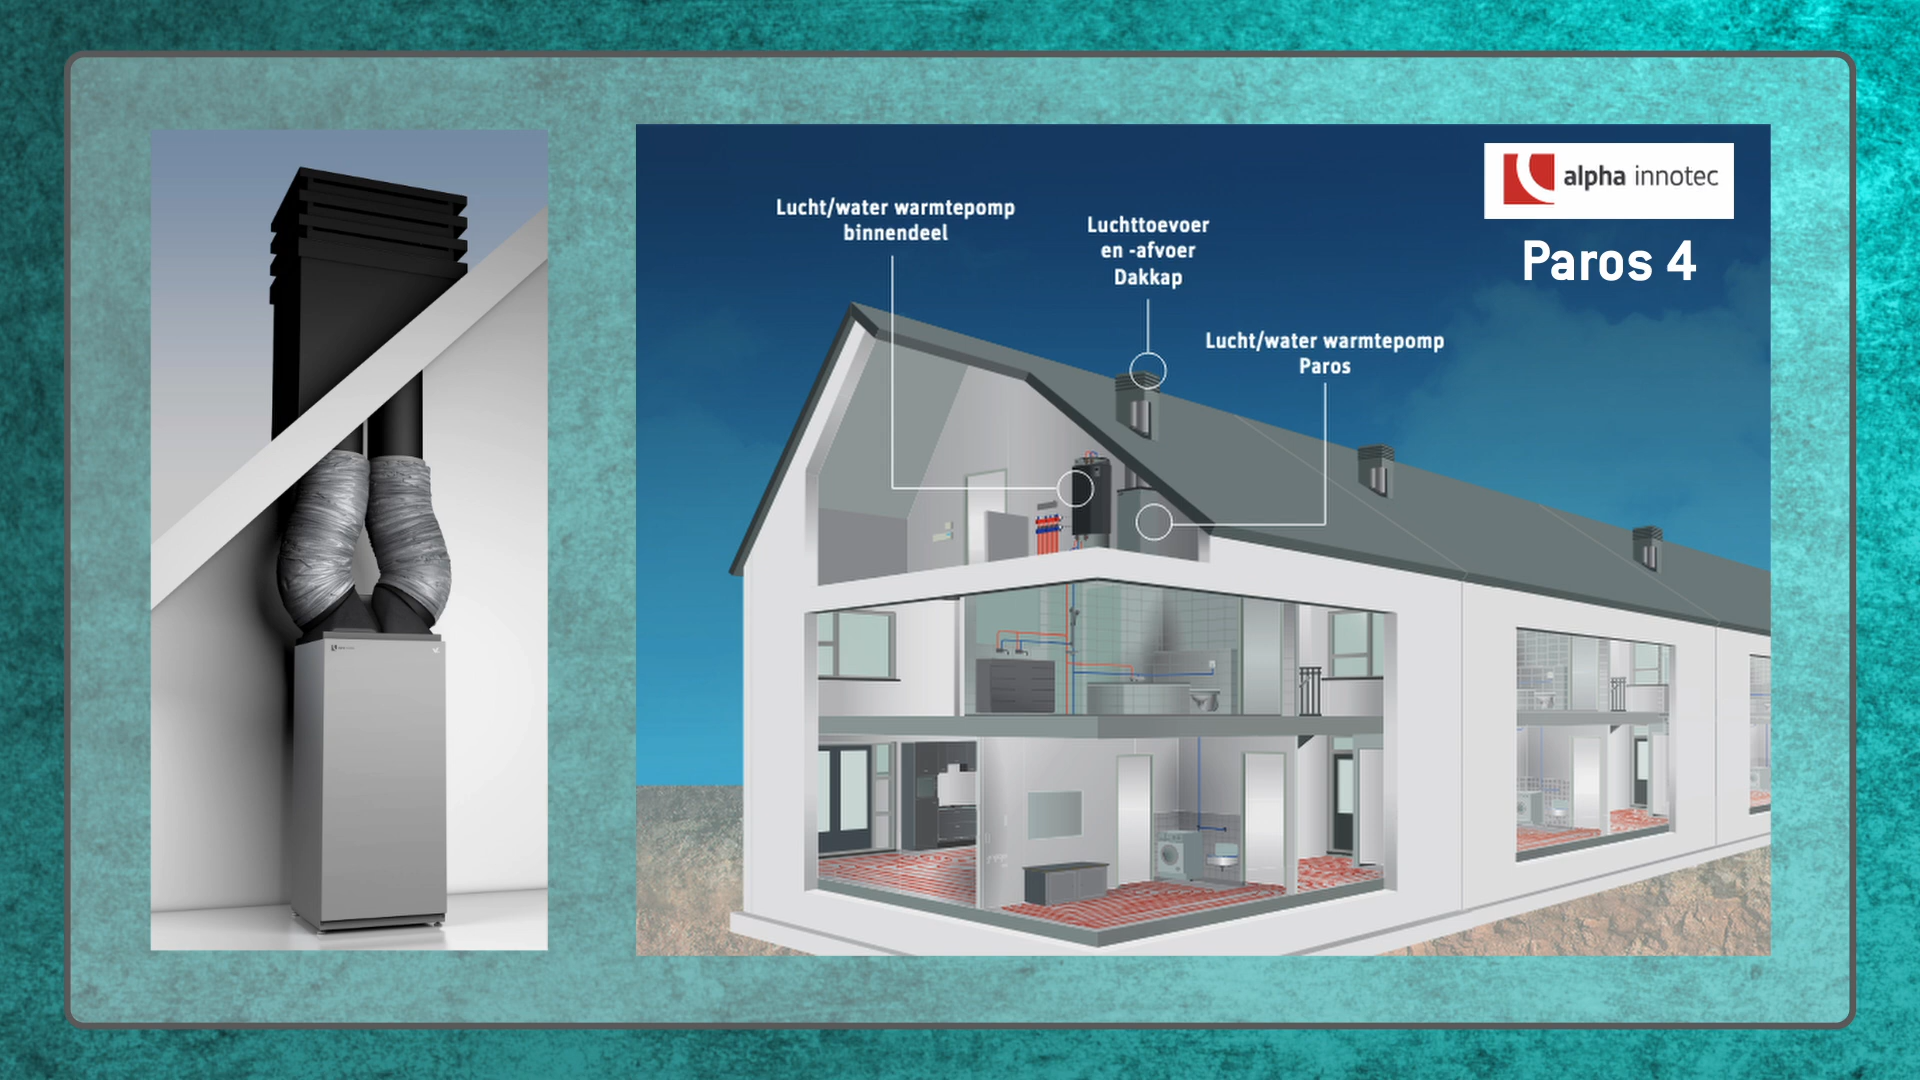 Lucht/water warmtepomp
binnendeel
Luchttoevoer
en -afvoer
Dakkap
Lucht/water warmtepomp
Paros
alpha innotec
Paros 4